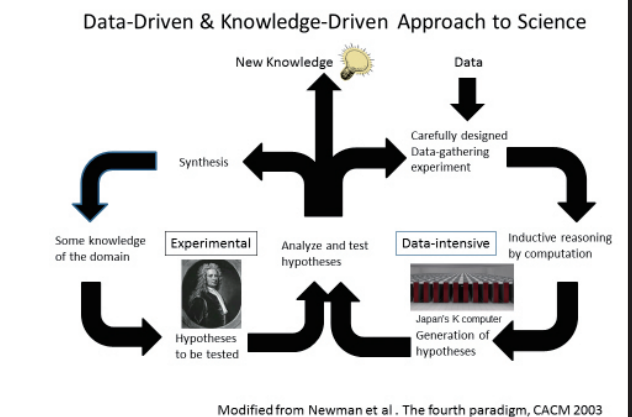 Data-Driven & Knowledge-Driven Approach to Science
New Knowledge
Data
Carefully designed
Data-gathering
experiment
Synthesis
Some knowledge
of the domain
Experimental
Analyze and test
hypotheses
Data-intensive
Inductive reasoning
by computation
Japan's K computer
Hypotheses
to be tested
Generation of
hypotheses
Modified from Newman et al . The fourth paradigm, CACM 2003